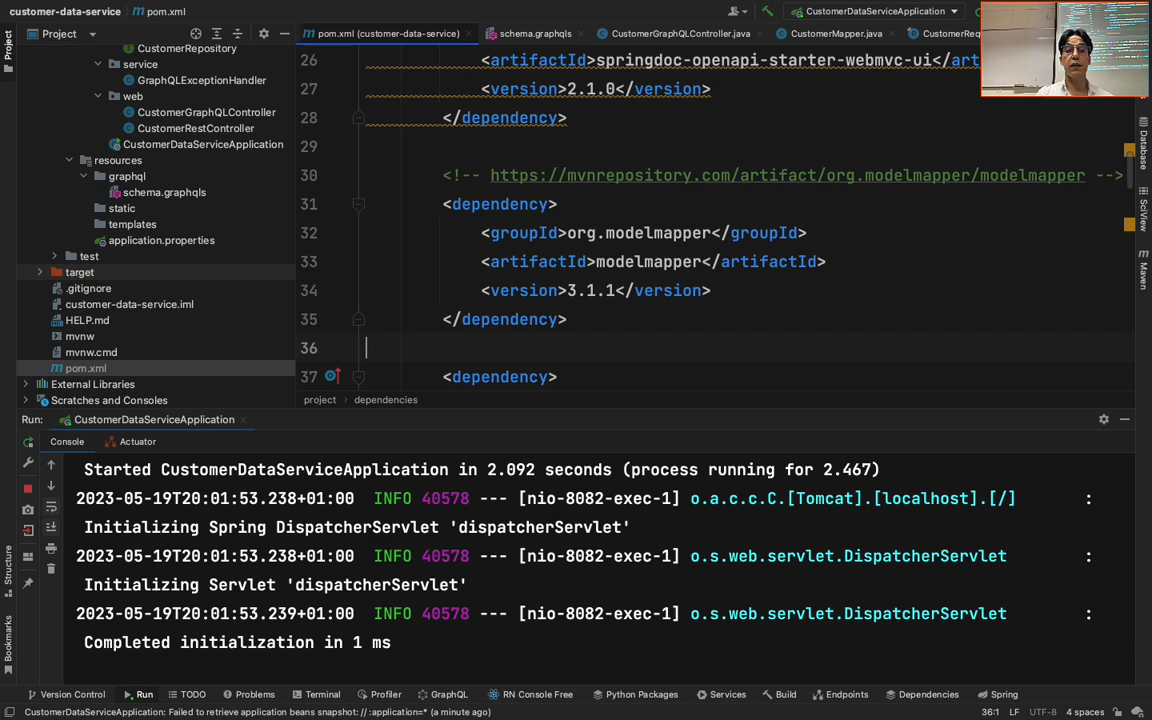 customer-data-service
pom.xml
CustomerDataServiceApplication
Project
pom.xml (customer-data-service)
schema.graphqls
CustomerGraphQLController.java
CustomerMapper.java
CustomerReq
Project
CustomerRepository
service
GraphQLExceptionHandler
web
CustomerGraphQLController
CustomerRestController
CustomerDataServiceApplication
resources
graphql
schema.graphqls
static
templates
application.properties
test
target
.gitignore
customer-data-service.iml
HELP.md
mvnw
mvnw.cmd
pom.xml
External Libraries
Scratches and Consoles
26 <artifactId>springdoc-openapi-starter-webmvc-ui</art
27 <version>2.1.0</version>
28 </dependency>
29
30 <!-- https://mvnrepository.com/artifact/org.modelmapper/modelmapper -->
31 <dependency>
32 <groupId>org.modelmapper</groupId>
33 <artifactId>modelmapper</artifactId>
34 <version>3.1.1</version>
35 </dependency>
36
37 <dependency>
project
dependencies
Database
SciView
Maven
Run:
CustomerDataServiceApplication
Console
Actuator
Started CustomerDataServiceApplication in 2.092 seconds (process running for 2.467)
2023-05-19T20:01:53.238+01:00 INFO 40578 --- [nio-8082-exec-1] o.a.c.c.C.[Tomcat].[localhost].[/] :
Initializing Spring DispatcherServlet 'dispatcherServlet'
2023-05-19T20:01:53.238+01:00 INFO 40578 --- [nio-8082-exec-1] o.s.web.servlet.DispatcherServlet :
Initializing Servlet 'dispatcherServlet'
2023-05-19T20:01:53.239+01:00 INFO 40578 --- [nio-8082-exec-1] o.s.web.servlet.DispatcherServlet :
Completed initialization in 1 ms
Structure
Bookmarks
Version Control
Run
TODO
Problems
Terminal
Profiler
GraphQL
RN Console Free
Python Packages
Services
Build
Endpoints
Dependencies
Spring
CustomerDataServiceApplication: Failed to retrieve application beans snapshot: // :application=* (a minute ago)
36:1
LF
UTF-8
4 spaces